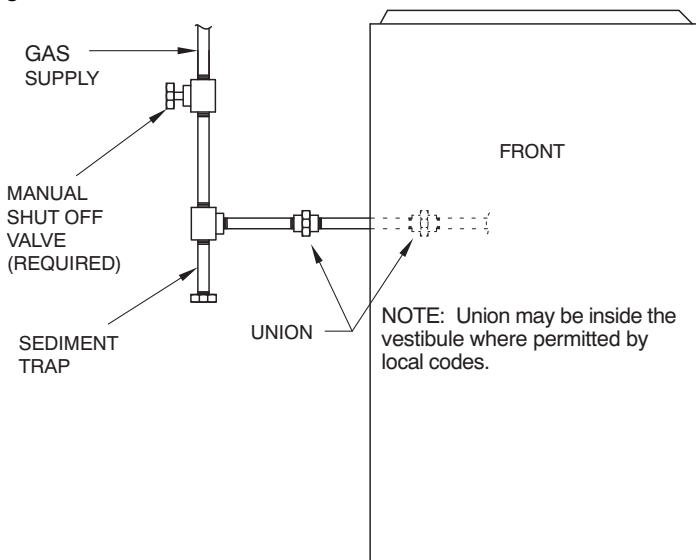 GAS
SUPPLY
FRONT
MANUAL
SHUT OFF
VALVE
(REQUIRED)
SEDIMENT
TRAP
UNION
NOTE: Union may be inside the
vestibule where permitted by
local codes.